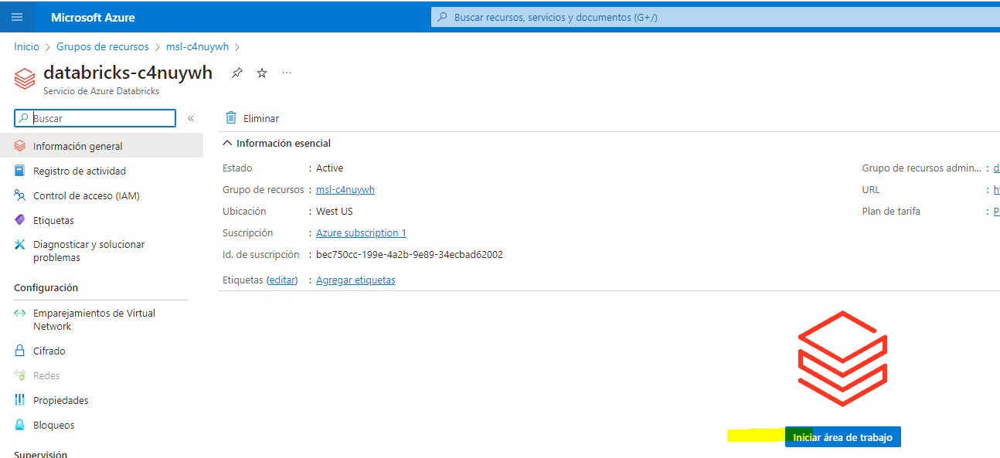 Microsoft Azure
Buscar recursos, servicios y documentos (G+/)
Inicio > Grupos de recursos > msl-c4nuywh >
databricks-c4nuywh
Servicio de Azure Databricks
Buscar
Eliminar
Información general
Registro de actividad
Control de acceso (IAM)
Etiquetas
Diagnosticar y solucionar
problemas
Configuración
Emparejamientos de Virtual
Network
Cifrado
Redes
Propiedades
Bloqueos
Supervisión
Información esencial
Estado : Active
Grupo de recursos : msl-c4nuywh
Ubicación : West US
Suscripción : Azure subscription 1
Id. de suscripción : bec750cc-199e-4a2b-9e89-34ecbad62002
Etiquetas (editar) : Agregar etiquetas
Grupo de recursos admin... : d
URL : h
Plan de tarifa : P
Iniciar área de trabajo